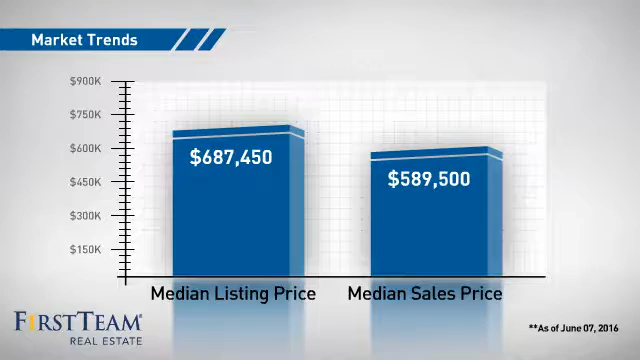 Market Trends
$900K
$750K
$600K
$450K
$300K
$150K
$687,450
$589,500
Median Listing Price
Median Sales Price
FIRSTTEAM®
REAL ESTATE
**As of June 07, 2016